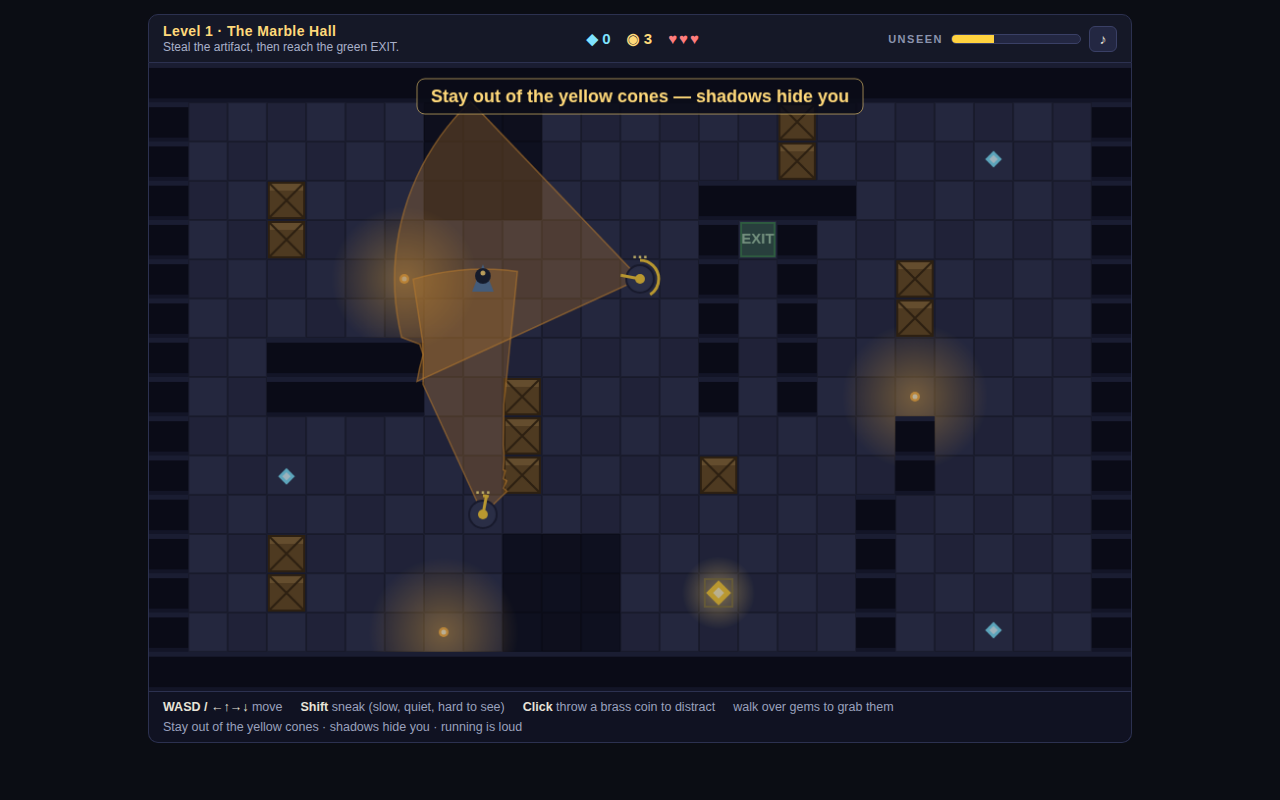 Level 1 · The Marble Hall
Steal the artifact, then reach the green EXIT.
◆ 0 ◉ 3 ♥♥♥
UNSEEN
♪
Stay out of the yellow cones — shadows hide you
EXIT
WASD / ←↑→↓ move Shift sneak (slow, quiet, hard to see) Click throw a brass coin to distract walk over gems to grab them
Stay out of the yellow cones · shadows hide you · running is loud